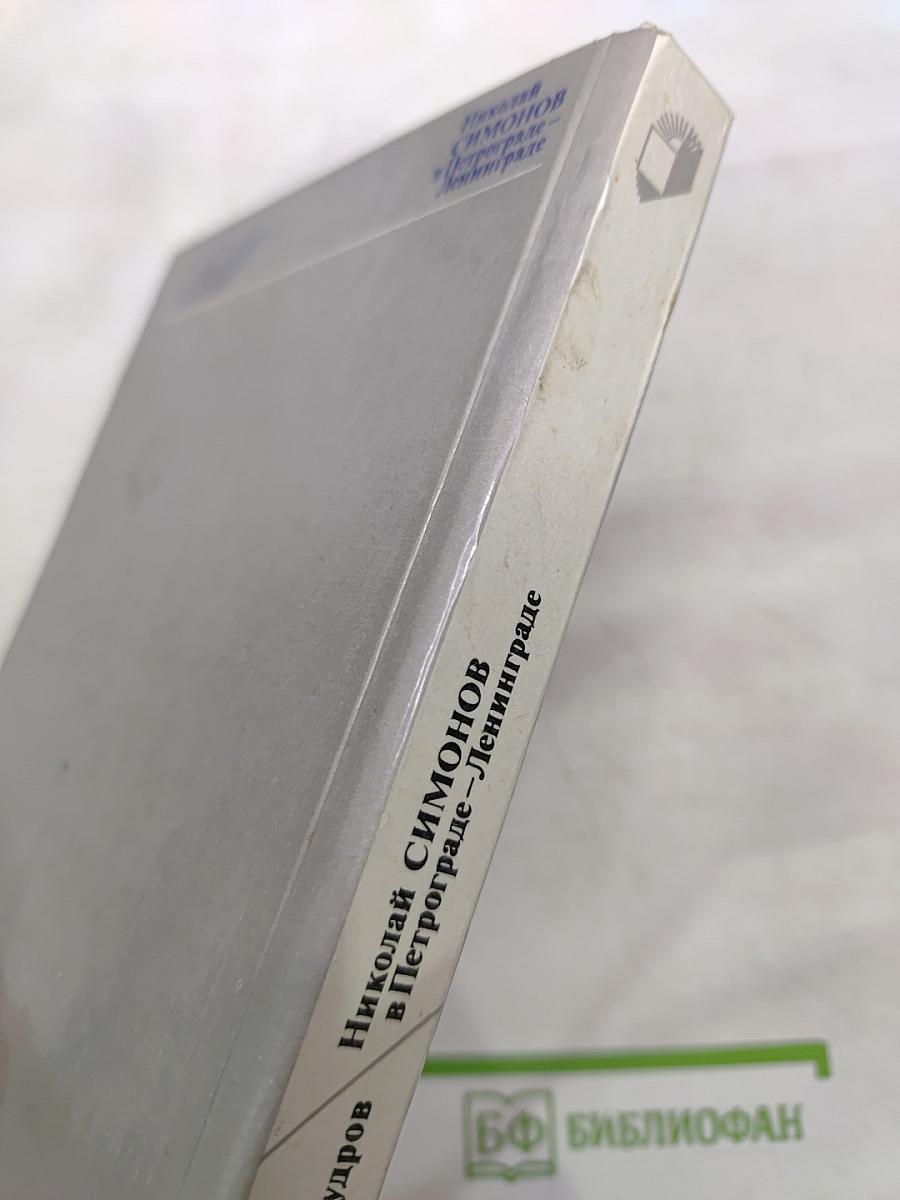 Николай
СИМОНОВ
в Петрограде —
Ленинграде
Николай СИМОНОВ
в Петрограде — Ленинграде
удров
БФ БИБЛИОФАН